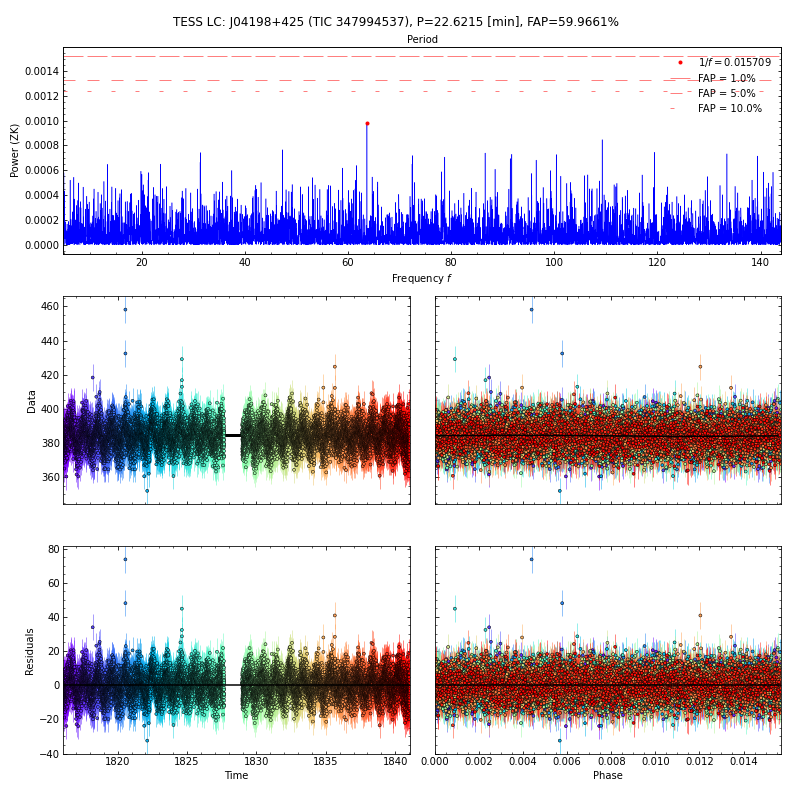 TESS LC: J04198+425 (TIC 347994537), P=22.6215 [min], FAP=59.9661%
Period
Power (ZK)
0.0014
0.0012
0.0010
0.0008
0.0006
0.0004
0.0002
0.0000
1/f = 0.015709
FAP = 1.0%
FAP = 5.0%
FAP = 10.0%
20 40 60 80 100 120 140
Frequency f
Data
460
440
420
400
380
360
Residuals
80
60
40
20
0
−20
−40
1820 1825 1830 1835 1840
Time
0.000 0.002 0.004 0.006 0.008 0.010 0.012 0.014
Phase